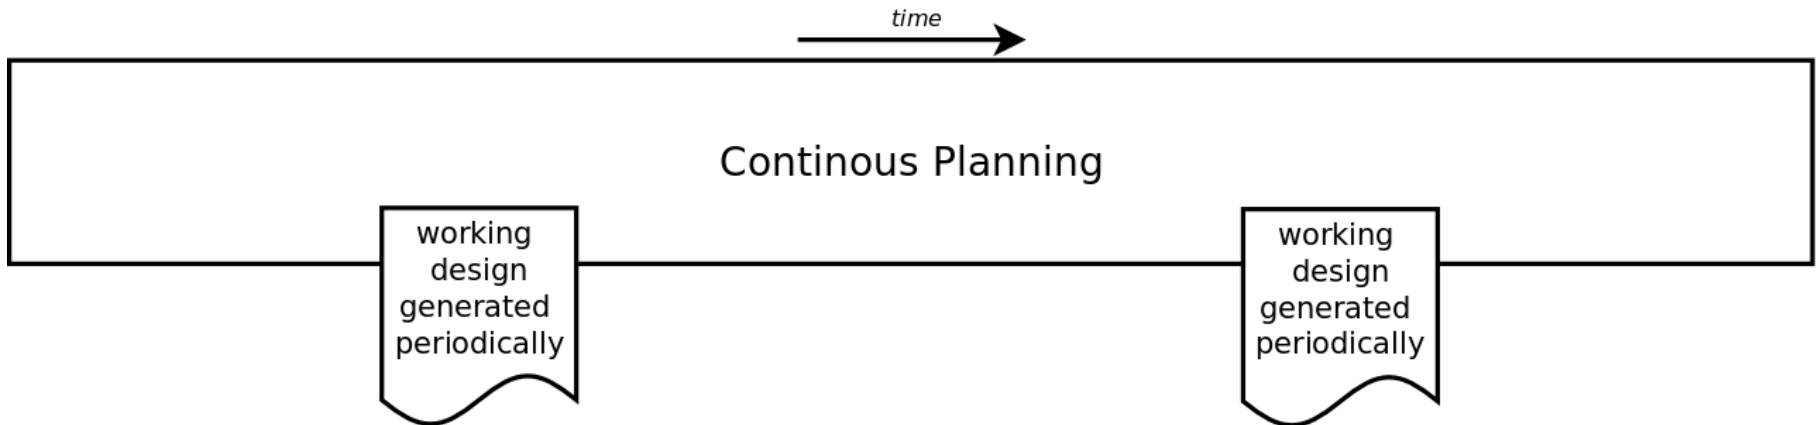 time
Continous Planning
working
design
generated
periodically
working
design
generated
periodically